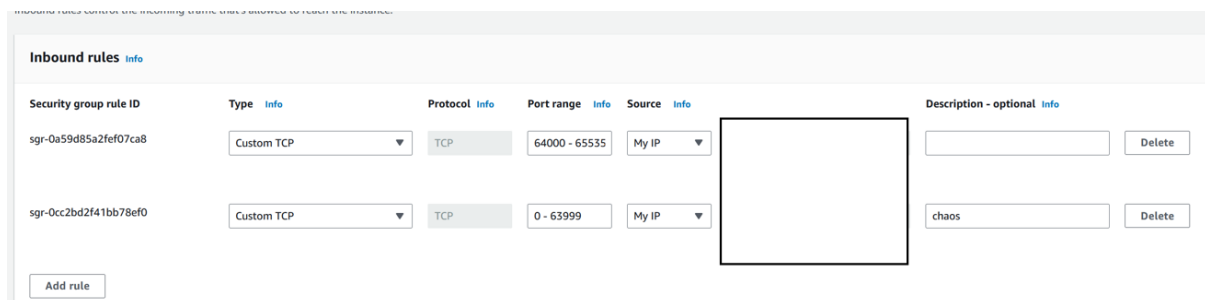 inbound rules control the incoming traffic that's allowed to reach the instance.
Inbound rules Info
Security group rule ID Type Info Protocol Info Port range Info Source Info Description - optional Info
sgr-0a59d85a2fef07ca8 Custom TCP TCP 64000 - 65535 My IP Delete
sgr-0cc2bd2f41bb78ef0 Custom TCP TCP 0 - 63999 My IP chaos Delete
Add rule